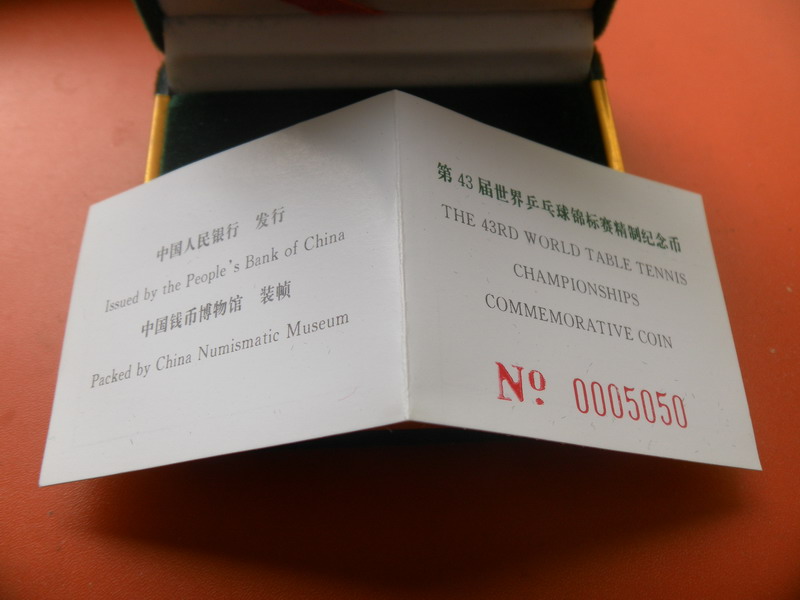 中国人民银行 发行
Issued by the People's Bank of China
中国钱币博物馆 装帧
Packed by China Numismatic Museum
第43届世界乒乓球锦标赛精制纪念币
THE 43RD WORLD TABLE TENNIS
CHAMPIONSHIPS
COMMEMORATIVE COIN
Nº 0005050